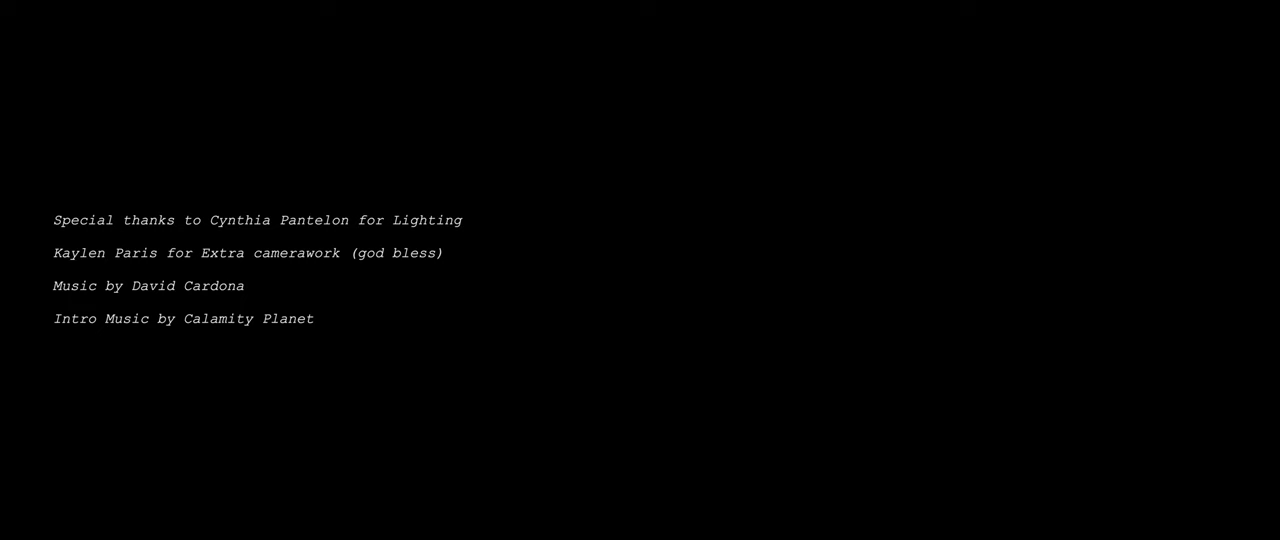 Special thanks to Cynthia Pantelon for Lighting
Kaylen Paris for Extra camerawork (god bless)
Music by David Cardona
Intro Music by Calamity Planet